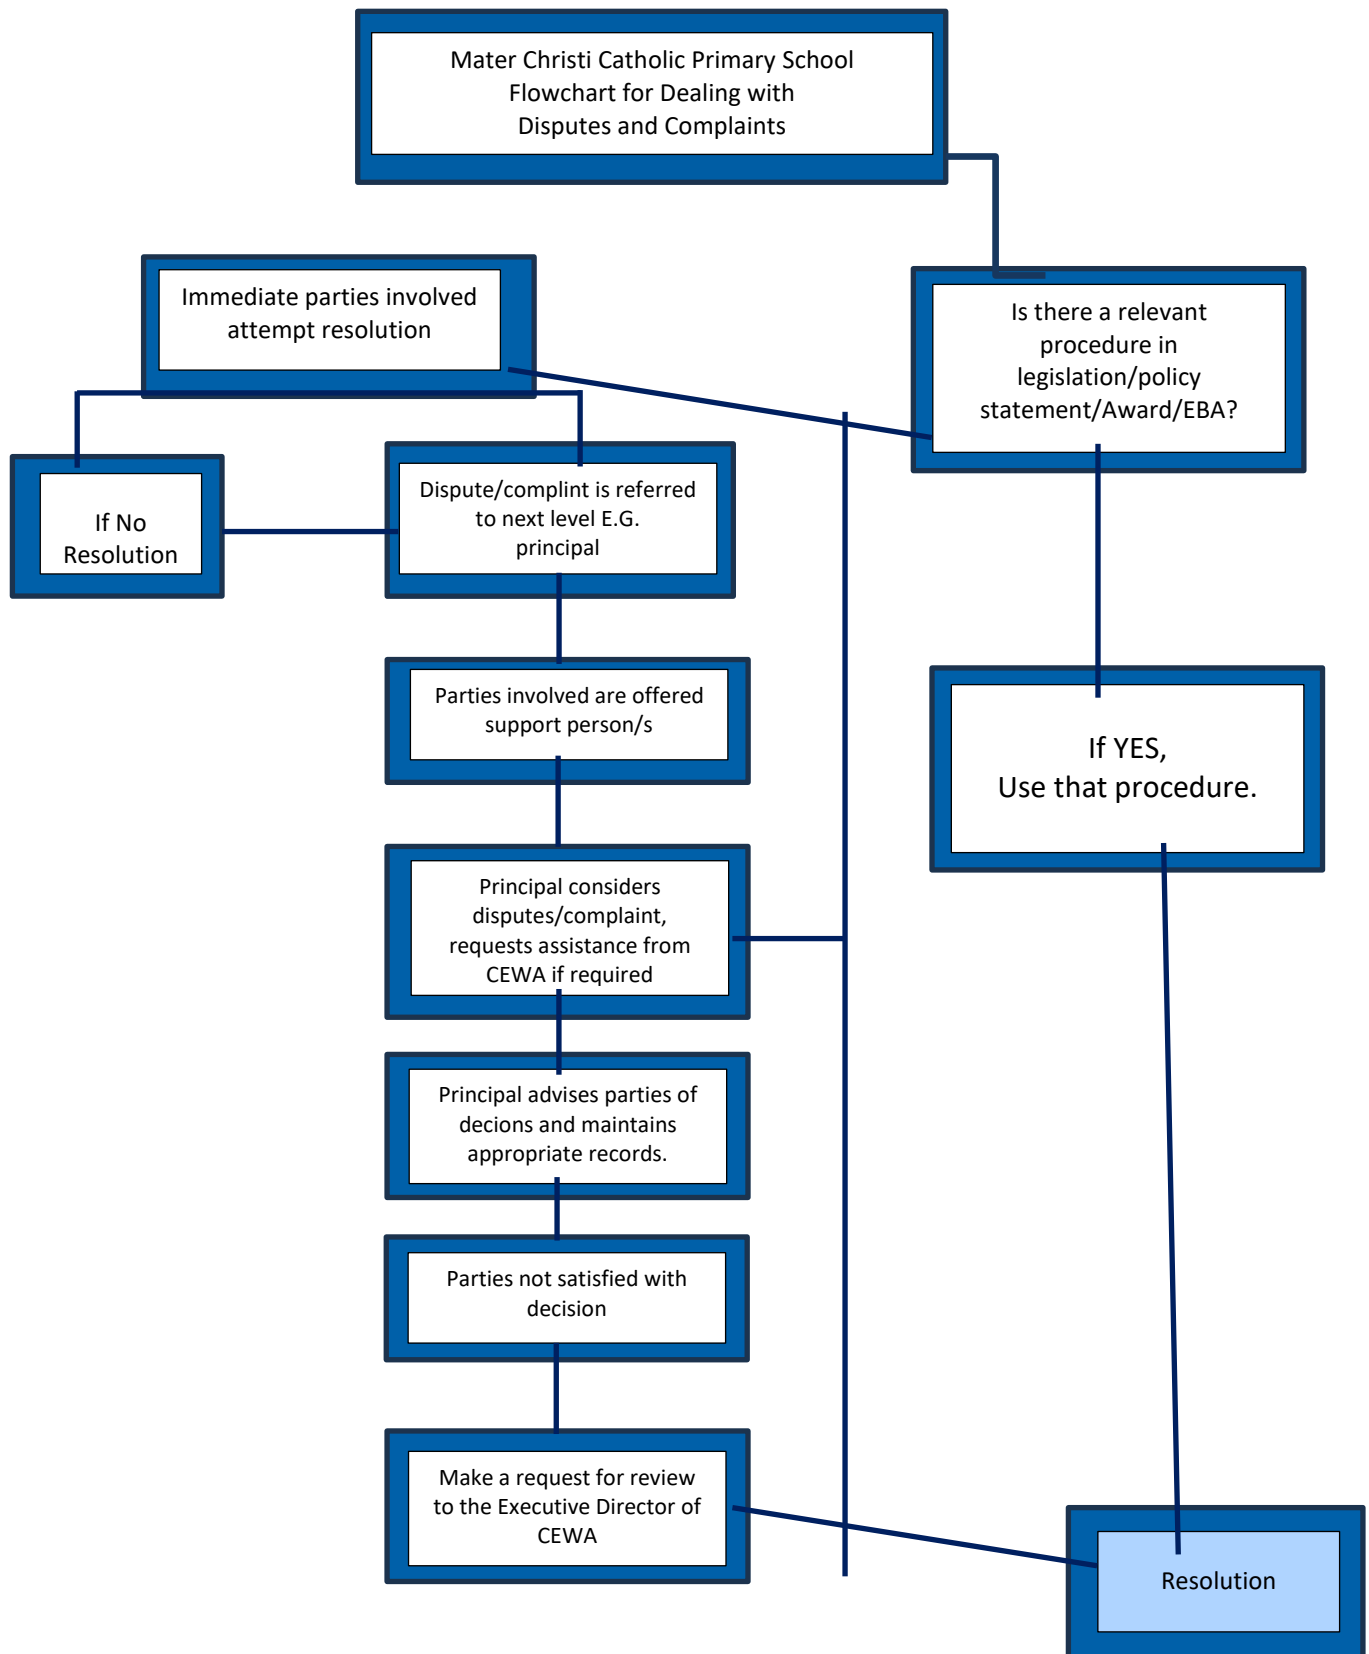 Mater Christi Catholic Primary School
Flowchart for Dealing with
Disputes and Complaints
Immediate parties involved
attempt resolution
Is there a relevant
procedure in
legislation/policy
statement/Award/EBA?
If No
Resolution
Dispute/complint is referred
to next level E.G.
principal
Parties involved are offered
support person/s
If YES,
Use that procedure.
Principal considers
disputes/complaint,
requests assistance from
CEWA if required
Principal advises parties of
decions and maintains
appropriate records.
Parties not satisfied with
decision
Make a request for review
to the Executive Director of
CEWA
Resolution